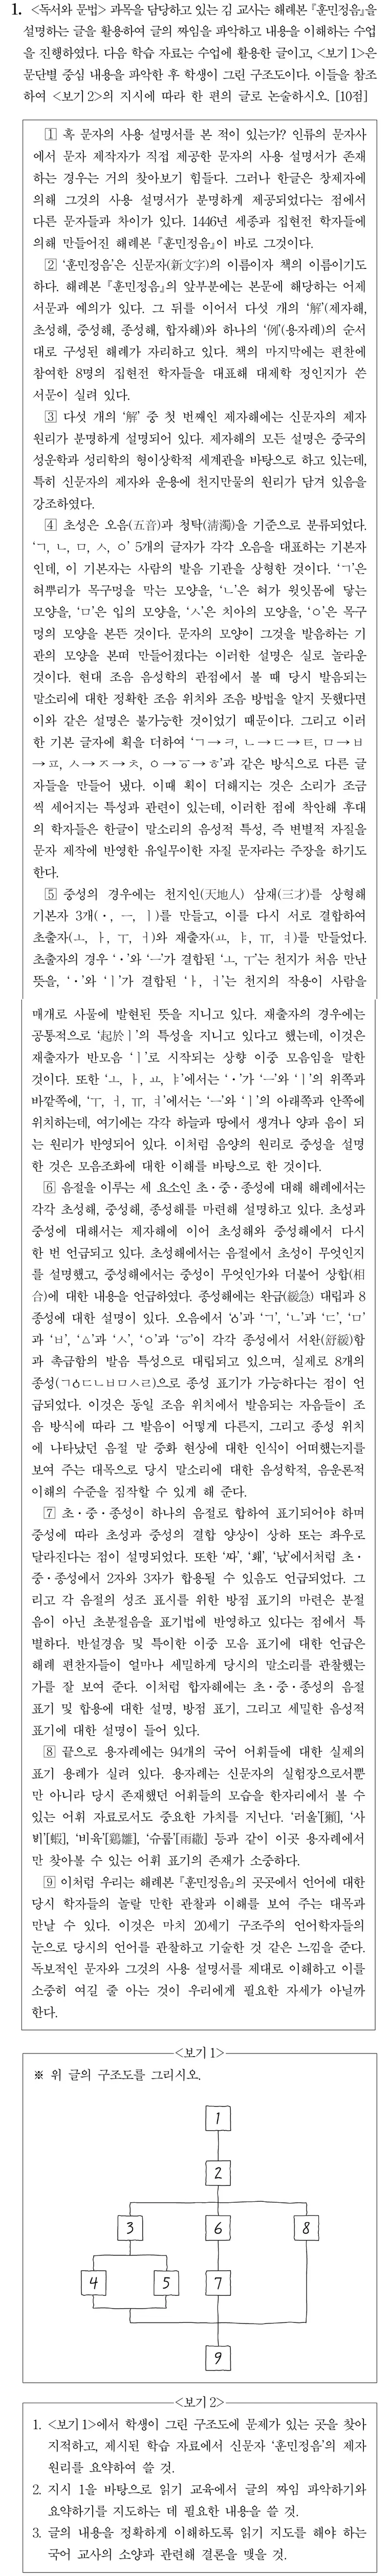 1. <독서와 문법> 과목을 담당하고 있는 김 교사는 해례본 『훈민정음』을
설명하는 글을 활용하여 글의 짜임을 파악하고 내용을 이해하는 수업
을 진행하였다. 다음 학습 자료는 수업에 활용한 글이고, <보기 1>은
문단별 중심 내용을 파악한 후 학생이 그린 구조도이다. 이들을 참조
하여 <보기 2>의 지시에 따라 한 편의 글로 논술하시오. [10점]
1 혹 문자의 사용 설명서를 본 적이 있는가? 인류의 문자사
에서 문자 제작자가 직접 제공한 문자의 사용 설명서가 존재
하는 경우는 거의 찾아보기 힘들다. 그러나 한글은 창제자에
의해 그것의 사용 설명서가 분명하게 제공되었다는 점에서
다른 문자들과 차이가 있다. 1446년 세종과 집현전 학자들에
의해 만들어진 해례본 『훈민정음』이 바로 그것이다.
2 ‘훈민정음’은 신문자(新文字)의 이름이자 책의 이름이기도
하다. 해례본 『훈민정음』의 앞부분에는 본문에 해당하는 어제
서문과 예의가 있다. 그 뒤를 이어서 다섯 개의 ‘解’(제자해,
초성해, 중성해, 종성해, 합자해)와 하나의 ‘例’(용자례)의 순서
대로 구성된 해례가 자리하고 있다. 책의 마지막에는 편찬에
참여한 8명의 집현전 학자들을 대표해 대제학 정인지가 쓴
서문이 실려 있다.
3 다섯 개의 ‘解’ 중 첫 번째인 제자해에는 신문자의 제자
원리가 분명하게 설명되어 있다. 제자해의 모든 설명은 중국의
성운학과 성리학의 형이상학적 세계관을 바탕으로 하고 있는데,
특히 신문자의 제자와 운용에 천지만물의 원리가 담겨 있음을
강조하였다.
4 초성은 오음(五音)과 청탁(淸濁)을 기준으로 분류되었다.
‘ㄱ, ㄴ, ㅁ, ㅅ, ㅇ’ 5개의 글자가 각각 오음을 대표하는 기본자
인데, 이 기본자는 사람의 발음 기관을 상형한 것이다. ‘ㄱ’은
혀뿌리가 목구멍을 막는 모양을, ‘ㄴ’은 혀가 윗잇몸에 닿는
모양을, ‘ㅁ’은 입의 모양을, ‘ㅅ’은 치아의 모양을, ‘ㅇ’은 목구
멍의 모양을 본뜬 것이다. 문자의 모양이 그것을 발음하는 기
관의 모양을 본떠 만들어졌다는 이러한 설명은 실로 놀라운
것이다. 현대 조음 음성학의 관점에서 볼 때 당시 발음되는
말소리에 대한 정확한 조음 위치와 조음 방법을 알지 못했다면
이와 같은 설명은 불가능한 것이었기 때문이다. 그리고 이러
한 기본 글자에 획을 더하여 ‘ㄱ→ㅋ, ㄴ→ㄷ→ㅌ, ㅁ→ㅂ
→ㅍ, ㅅ→ㅈ→ㅊ, ㅇ→ㆆ→ㅎ’과 같은 방식으로 다른 글
자들을 만들어 냈다. 이때 획이 더해지는 것은 소리가 조금
씩 세어지는 특성과 관련이 있는데, 이러한 점에 착안해 후대
의 학자들은 한글이 말소리의 음성적 특성, 즉 변별적 자질을
문자 제작에 반영한 유일무이한 자질 문자라는 주장을 하기도
한다.
5 중성의 경우에는 천지인(天地人) 삼재(三才)를 상형해
기본자 3개(ㆍ, ㅡ, ㅣ)를 만들고, 이를 다시 서로 결합하여
초출자(ㅗ, ㅏ, ㅜ, ㅓ)와 재출자(ㅛ, ㅑ, ㅠ, ㅕ)를 만들었다.
초출자의 경우 ‘ㆍ’와 ‘ㅡ’가 결합된 ‘ㅗ, ㅜ’는 천지가 처음 만난
뜻을, ‘ㆍ’와 ‘ㅣ’가 결합된 ‘ㅏ, ㅓ’는 천지의 작용이 사람을
매개로 사물에 발현된 뜻을 지니고 있다. 재출자의 경우에는
공통적으로 ‘起於ㅣ’의 특성을 지니고 있다고 했는데, 이것은
재출자가 반모음 ‘ㅣ’로 시작되는 상향 이중 모음임을 말한
것이다. 또한 ‘ㅗ, ㅏ, ㅛ, ㅑ’에서는 ‘ㆍ’가 ‘ㅡ’와 ‘ㅣ’의 위쪽과
바깥쪽에, ‘ㅜ, ㅓ, ㅠ, ㅕ’에서는 ‘ㅡ’와 ‘ㅣ’의 아래쪽과 안쪽에
위치하는데, 여기에는 각각 하늘과 땅에서 생겨나 양과 음이 되
는 원리가 반영되어 있다. 이처럼 음양의 원리로 중성을 설명
한 것은 모음조화에 대한 이해를 바탕으로 한 것이다.
6 음절을 이루는 세 요소인 초·중·종성에 대해 해례에서는
각각 초성해, 중성해, 종성해를 마련해 설명하고 있다. 초성과
중성에 대해서는 제자해에 이어 초성해와 중성해에서 다시
한 번 언급되고 있다. 초성해에서는 음절에서 초성이 무엇인지
를 설명했고, 중성해에서는 중성이 무엇인가와 더불어 상합(相
合)에 대한 내용을 언급하였다. 종성해에는 완급(緩急) 대립과 8
종성에 대한 설명이 있다. 오음에서 ‘ㆁ’과 ‘ㄱ’, ‘ㄴ’과 ‘ㄷ’, ‘ㅁ’
과 ‘ㅂ’, ‘ㅿ’과 ‘ㅅ’, ‘ㅇ’과 ‘ㆆ’이 각각 종성에서 서완(舒緩)함
과 촉급함의 발음 특성으로 대립되고 있으며, 실제로 8개의
종성(ㄱㆁㄷㄴㅂㅁㅅㄹ)으로 종성 표기가 가능하다는 점이 언
급되었다. 이것은 동일 조음 위치에서 발음되는 자음들이 조
음 방식에 따라 그 발음이 어떻게 다른지, 그리고 종성 위치
에 나타났던 음절 말 중화 현상에 대한 인식이 어떠했는지를
보여 주는 대목으로 당시 말소리에 대한 음성학적, 음운론적
이해의 수준을 짐작할 수 있게 해 준다.
7 초·중·종성이 하나의 음절로 합하여 표기되어야 하며
중성에 따라 초성과 중성의 결합 양상이 상하 또는 좌우로
달라진다는 점이 설명되었다. 또한 ‘ᄧᅡ’, ‘홰’, ‘낛’에서처럼 초·
중·종성에서 2자와 3자가 합용될 수 있음도 언급되었다. 그
리고 각 음절의 성조 표시를 위한 방점 표기의 마련은 분절
음이 아닌 초분절음을 표기법에 반영하고 있다는 점에서 특
별하다. 반설경음 및 특이한 이중 모음 표기에 대한 언급은
해례 편찬자들이 얼마나 세밀하게 당시의 말소리를 관찰했는
가를 잘 보여 준다. 이처럼 합자해에는 초·중·종성의 음절
표기 및 합용에 대한 설명, 방점 표기, 그리고 세밀한 음성적
표기에 대한 설명이 들어 있다.
8 끝으로 용자례에는 94개의 국어 어휘들에 대한 실제의
표기 용례가 실려 있다. 용자례는 신문자의 실험장으로서뿐
만 아니라 당시 존재했던 어휘들의 모습을 한자리에서 볼 수
있는 어휘 자료로서도 중요한 가치를 지닌다. ‘러울’[獺], ‘사
ᄫᅵ’[蝦], ‘비육’[鷄雛], ‘슈룹’[雨繖] 등과 같이 이곳 용자례에서
만 찾아볼 수 있는 어휘 표기의 존재가 소중하다.
9 이처럼 우리는 해례본 『훈민정음』의 곳곳에서 언어에 대한
당시 학자들의 놀랄 만한 관찰과 이해를 보여 주는 대목과
만날 수 있다. 이것은 마치 20세기 구조주의 언어학자들의
눈으로 당시의 언어를 관찰하고 기술한 것 같은 느낌을 준다.
독보적인 문자와 그것의 사용 설명서를 제대로 이해하고 이를
소중히 여길 줄 아는 것이 우리에게 필요한 자세가 아닐까
한다.
<보기 1>
※ 위 글의 구조도를 그리시오.
1
2
3 6 8
4 5 7
9
<보기 2>
1. <보기 1>에서 학생이 그린 구조도에 문제가 있는 곳을 찾아
지적하고, 제시된 학습 자료에서 신문자 ‘훈민정음’의 제자
원리를 요약하여 쓸 것.
2. 지시 1을 바탕으로 읽기 교육에서 글의 짜임 파악하기와
요약하기를 지도하는 데 필요한 내용을 쓸 것.
3. 글의 내용을 정확하게 이해하도록 읽기 지도를 해야 하는
국어 교사의 소양과 관련해 결론을 맺을 것.